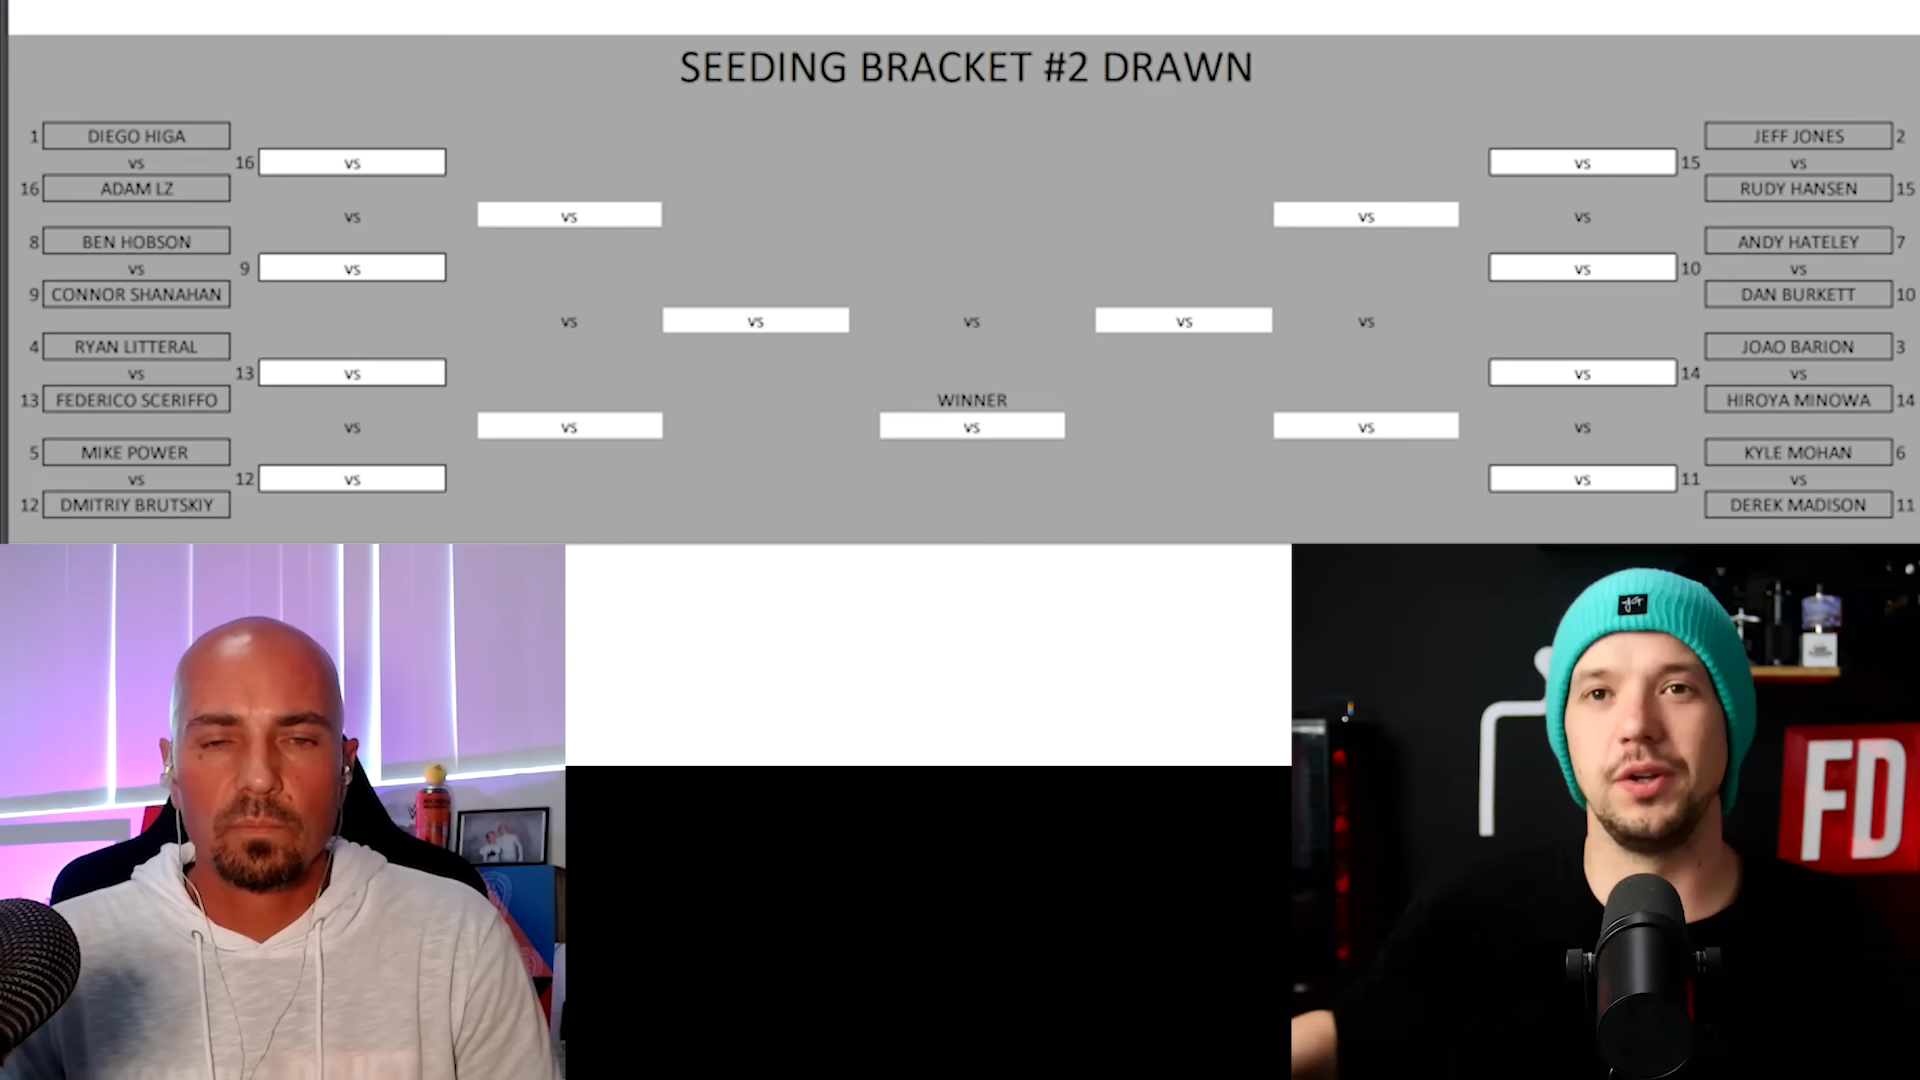 SEEDING BRACKET #2 DRAWN
1 DIEGO HIGA
vs
16 ADAM LZ
8 BEN HOBSON
vs
9 CONNOR SHANAHAN
4 RYAN LITTERAL
vs
13 FEDERICO SCERIFFO
5 MIKE POWER
vs
12 DMITRIY BRUTSKIY
16 vs
vs
9 vs
13 vs
vs
12 vs
vs
vs
vs
vs
vs
WINNER
vs
vs
vs
vs
vs
vs 15
vs
vs 10
vs 14
vs
vs 11
JEFF JONES 2
vs
RUDY HANSEN 15
ANDY HATELEY 7
vs
DAN BURKETT 10
JOAO BARION 3
vs
HIROYA MINOWA 14
KYLE MOHAN 6
vs
DEREK MADISON 11
FD